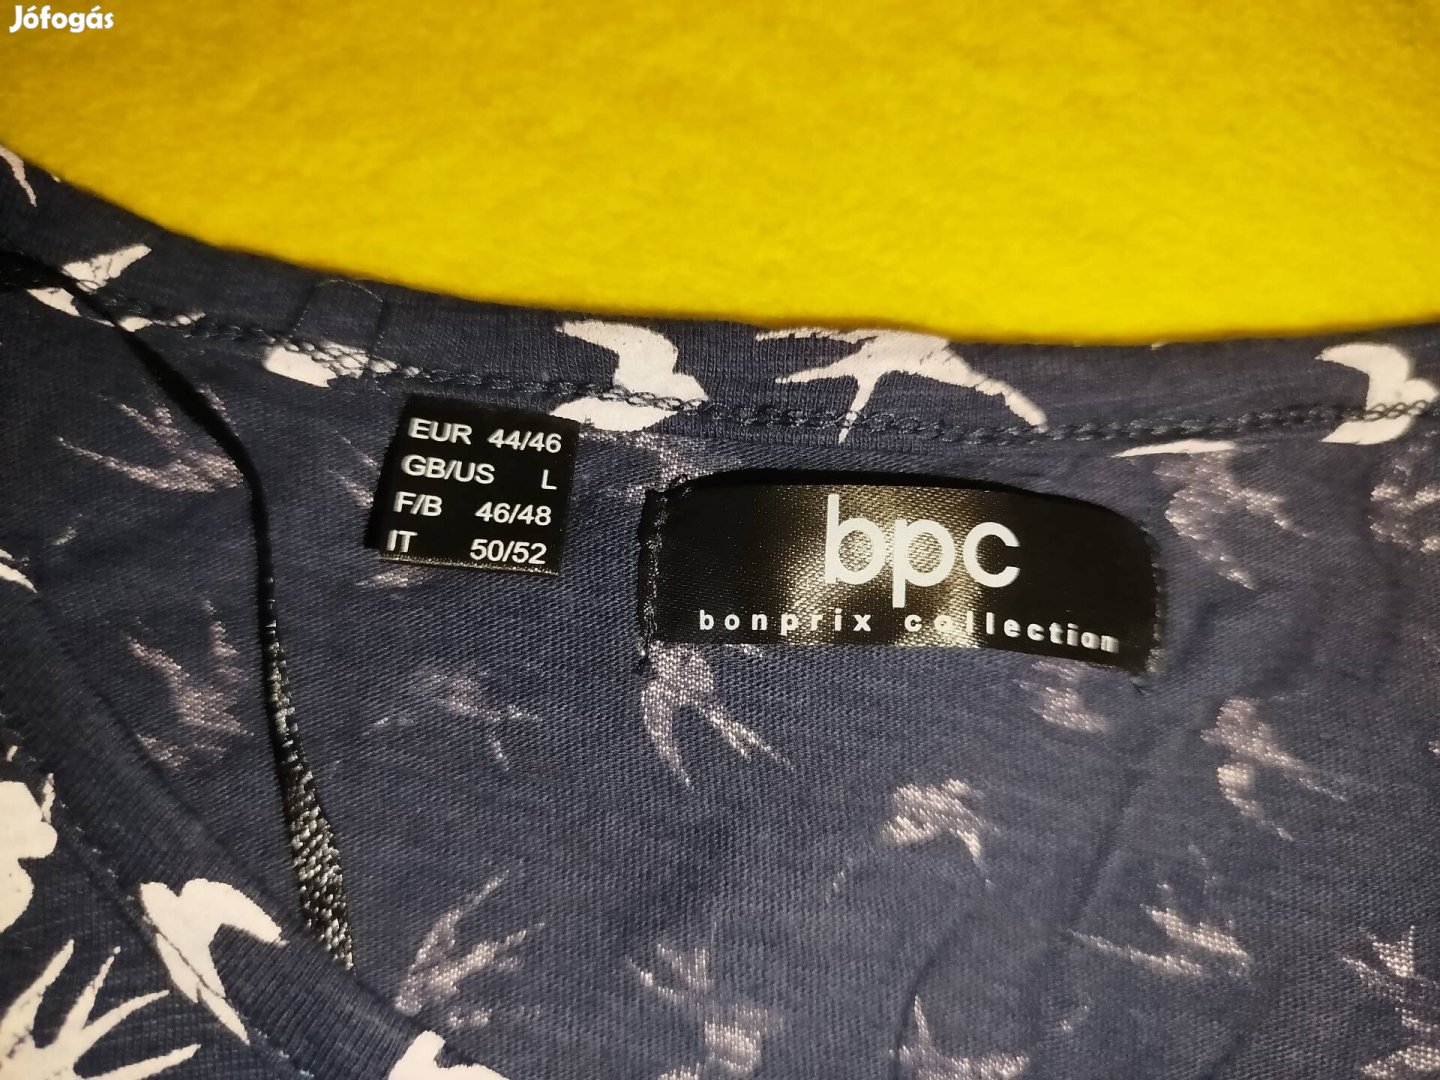 Jófogás
EUR 44/46
GB/US L
F/B 46/48
IT 50/52
bpc
bonprix collection